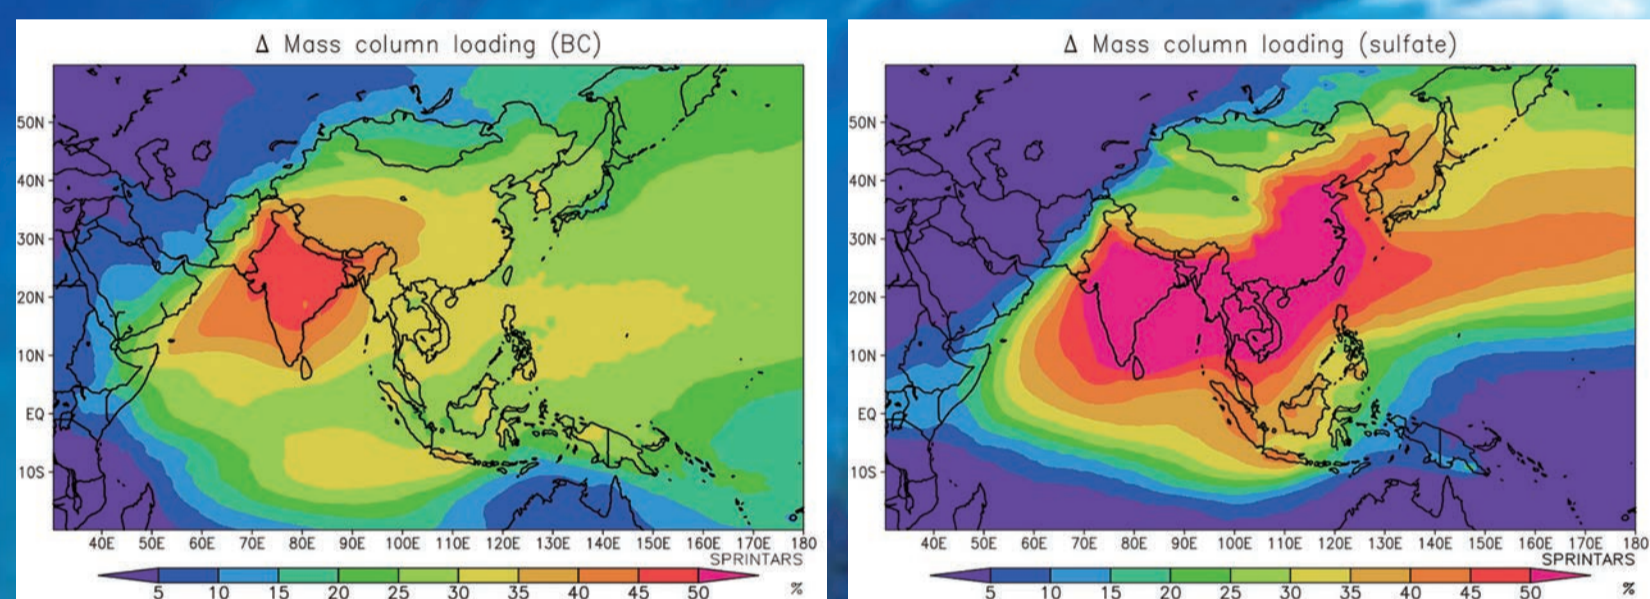 Δ Mass column loading (BC)
50N
40N
30N
20N
10N
EQ
10S
40E 50E 60E 70E 80E 90E 100E 110E 120E 130E 140E 150E 160E 170E 180
SPRINTARS
5 10 15 20 25 30 35 40 45 50 %
Δ Mass column loading (sulfate)
50N
40N
30N
20N
10N
EQ
10S
40E 50E 60E 70E 80E 90E 100E 110E 120E 130E 140E 150E 160E 170E 180
SPRINTARS
5 10 15 20 25 30 35 40 45 50 %